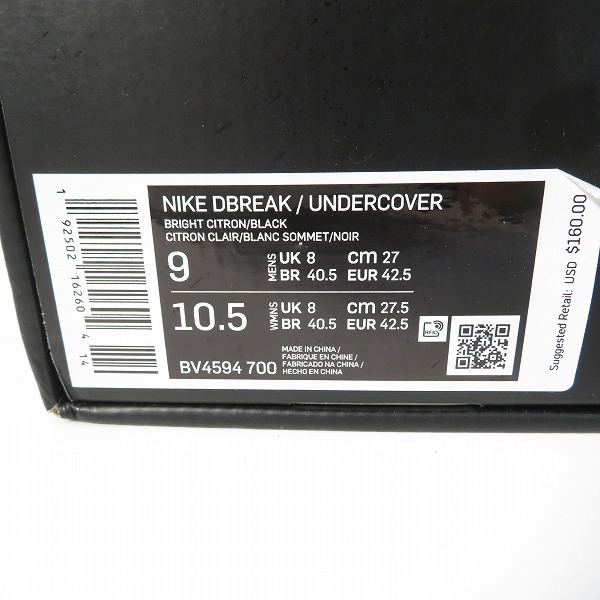 NIKE DBREAK / UNDERCOVER
BRIGHT CITRON/BLACK
CITRON CLAIR/BLANC SOMMET/NOIR
9 MENS UK 8 cm 27
BR 40.5 EUR 42.5
10.5 WMNS UK 8 cm 27.5
BR 40.5 EUR 42.5
BV4594 700
MADE IN CHINA /
FABRIQUE EN CHINE /
FABRICADO NA CHINA /
HECHO EN CHINA
RFID
1 92502 16260 4 14
Suggested Retail: USD $160.00